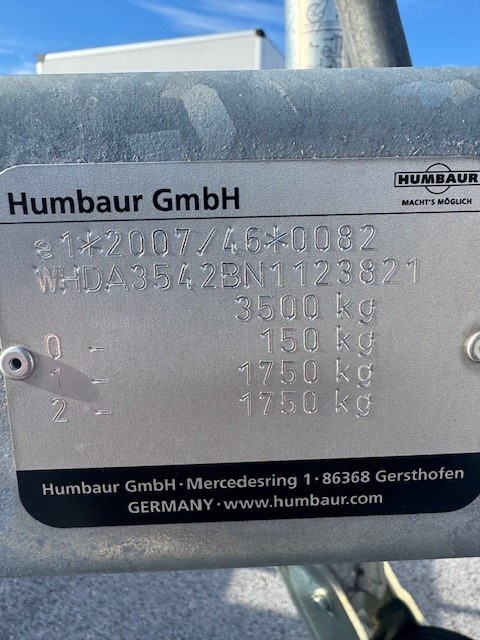 HUMBAUR
MACHT'S MÖGLICH
Humbaur GmbH
e1*2007/46*0082
WHDA3542BN1123821
3500 kg
0 - 150 kg
1 - 1750 kg
2 - 1750 kg
Humbaur GmbH·Mercedesring 1·86368 Gersthofen
GERMANY·www.humbaur.com